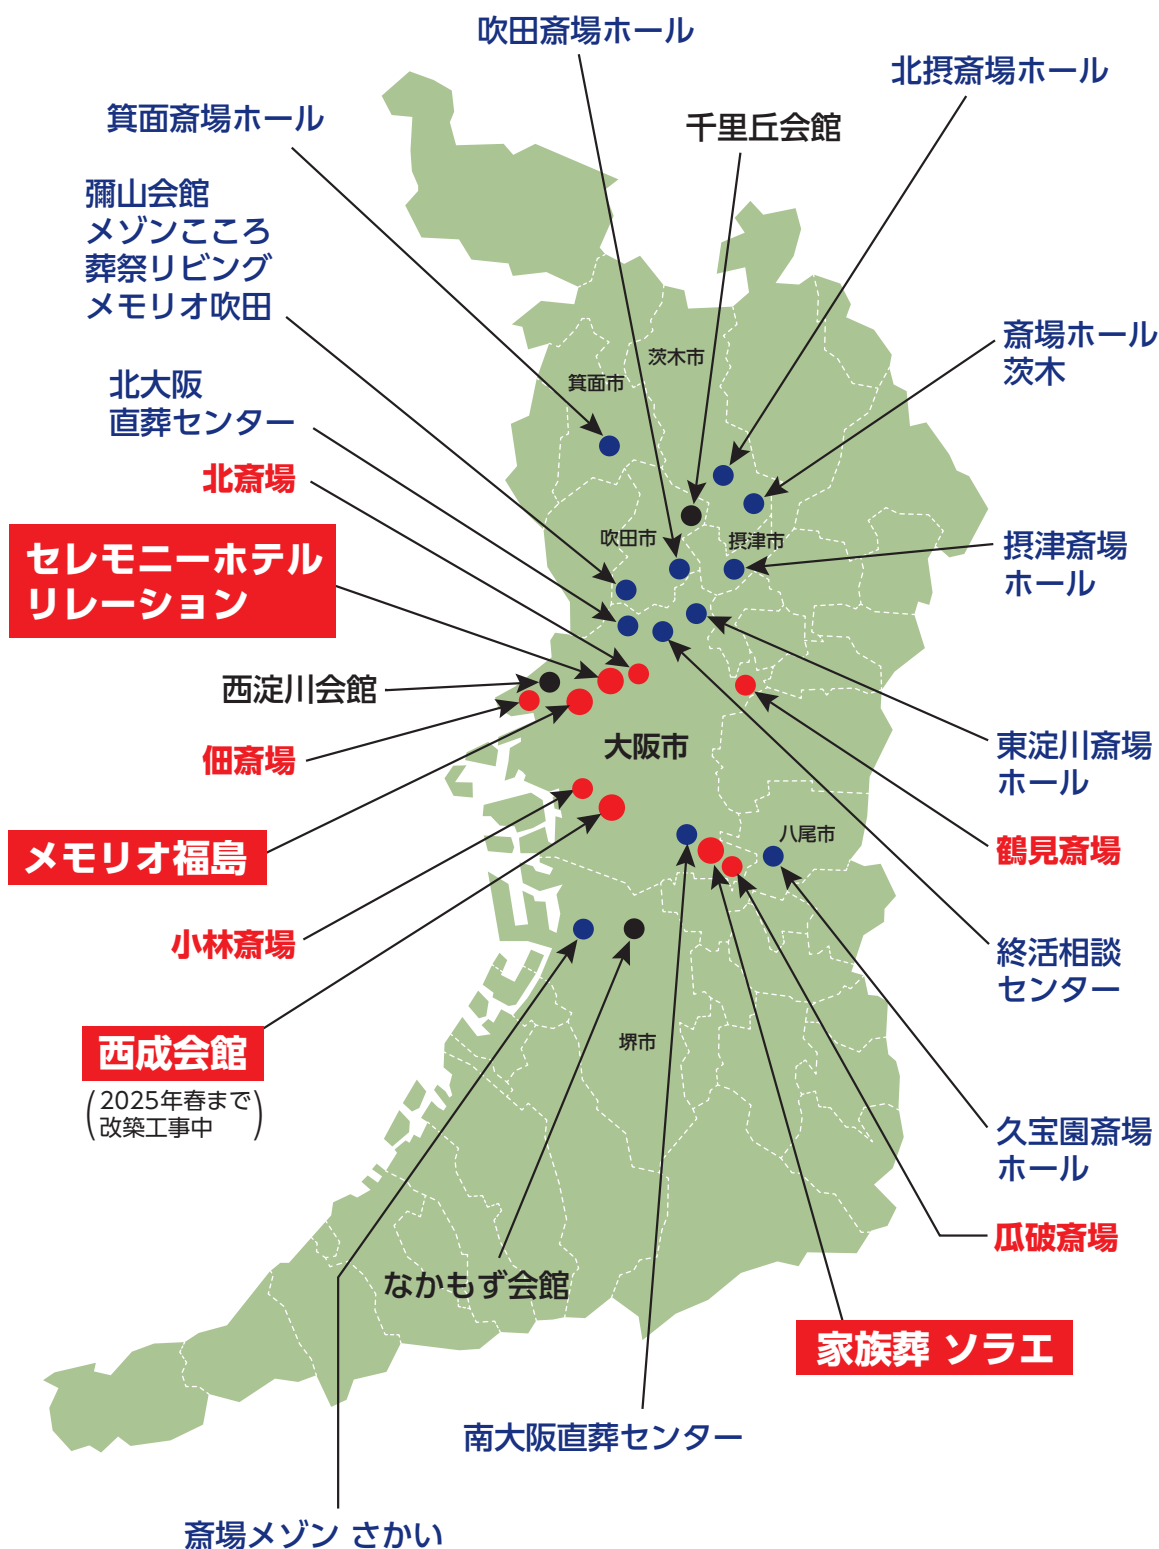 吹田斎場ホール
北摂斎場ホール
箕面斎場ホール
千里丘会館
彌山会館
メゾンこころ
葬祭リビング
メモリオ吹田
斎場ホール
茨木
茨木市
箕面市
北大阪
直葬センター
北斎場
吹田市
摂津市
摂津斎場
ホール
セレモニーホテル
リレーション
西淀川会館
大阪市
東淀川斎場
ホール
佃斎場
メモリオ福島
八尾市
鶴見斎場
小林斎場
終活相談
センター
西成会館
(2025年春まで
改築工事中)
堺市
久宝園斎場
ホール
瓜破斎場
なかもず会館
家族葬 ソラエ
南大阪直葬センター
斎場メゾン さかい